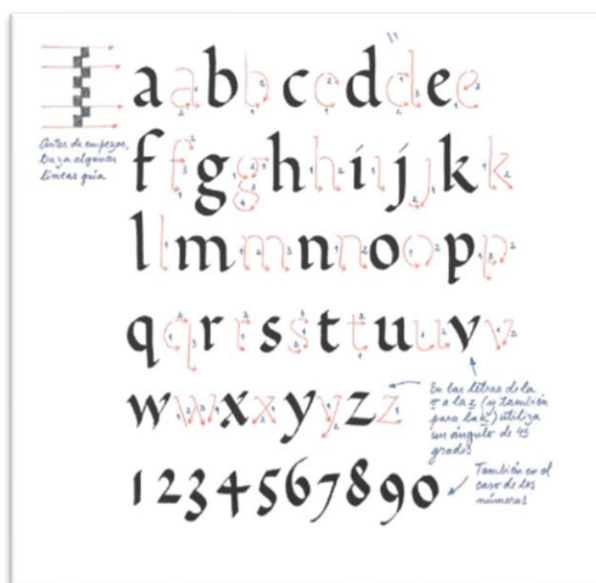 a a b b c c d d e e
Antes de empezar,
traza algunas
líneas guía
f f g g h h i i j j k k
l l m m n n o o p p
q q r r s s t t u u v v
w w x x y y z z
En las letras de la
v a la z (y también
para la k) utiliza
un ángulo de 45
grados
1 2 3 4 5 6 7 8 9 0
También en el
caso de los
números